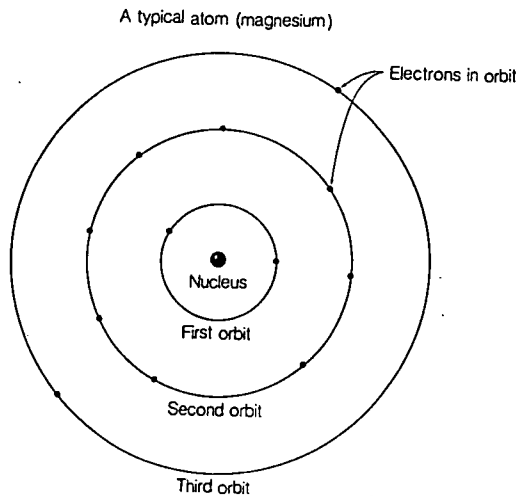 A typical atom (magnesium)
Electrons in orbit
Nucleus
First orbit
Second orbit
Third orbit